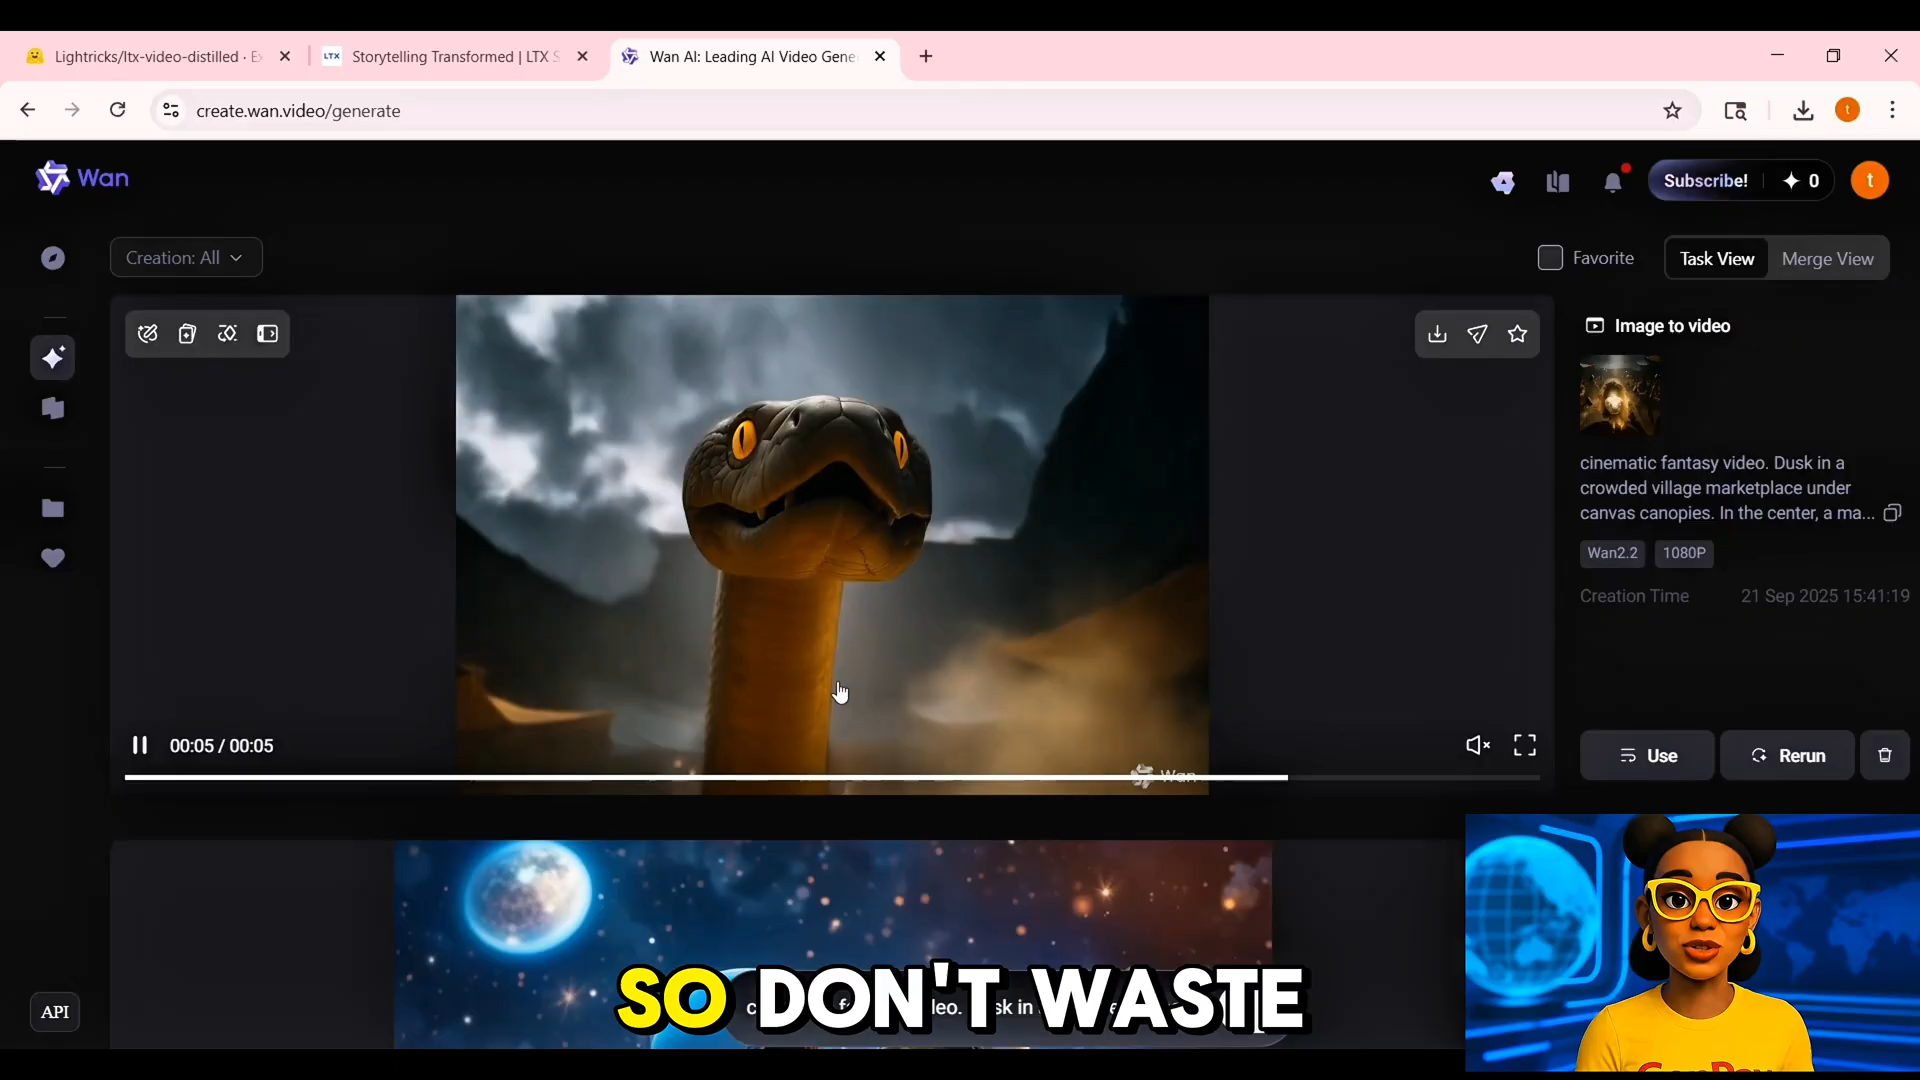 Lightricks/ltx-video-distilled · Ex
LTX Storytelling Transformed | LTX S
Wan AI: Leading AI Video Gene
create.wan.video/generate
t
Wan
Subscribe! 0
t
Creation: All
Favorite
Task View
Merge View
Image to video
cinematic fantasy video. Dusk in a
crowded village marketplace under
canvas canopies. In the center, a ma...
Wan2.2
1080P
Creation Time
21 Sep 2025 15:41:19
00:05 / 00:05
Wan
Use
Rerun
API
SO DON'T WASTE